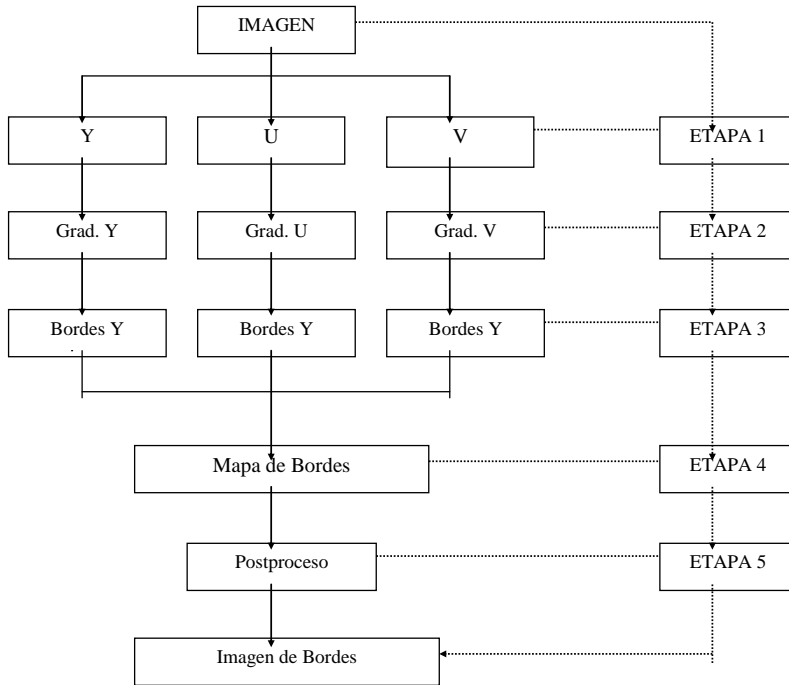 IMAGEN
Y
U
V
ETAPA 1
Grad. Y
Grad. U
Grad. V
ETAPA 2
Bordes Y
Bordes Y
Bordes Y
ETAPA 3
Mapa de Bordes
ETAPA 4
Postproceso
ETAPA 5
Imagen de Bordes